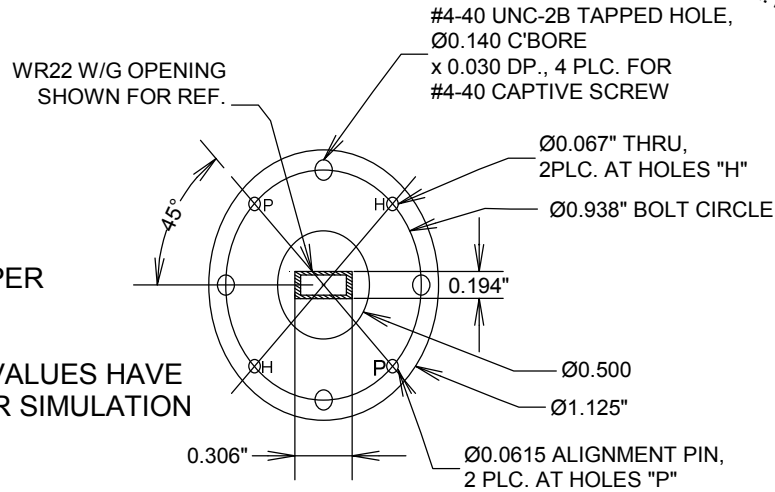 #4-40 UNC-2B TAPPED HOLE,
Ø0.140 C'BORE
x 0.030 DP., 4 PLC. FOR
#4-40 CAPTIVE SCREW
WR22 W/G OPENING
SHOWN FOR REF.
Ø0.067" THRU,
2PLC. AT HOLES "H"
Ø0.938" BOLT CIRCLE
45°
P
H
PER
0.194"
VALUES HAVE
R SIMULATION
H
P
Ø0.500
Ø1.125"
0.306"
Ø0.0615 ALIGNMENT PIN,
2 PLC. AT HOLES "P"